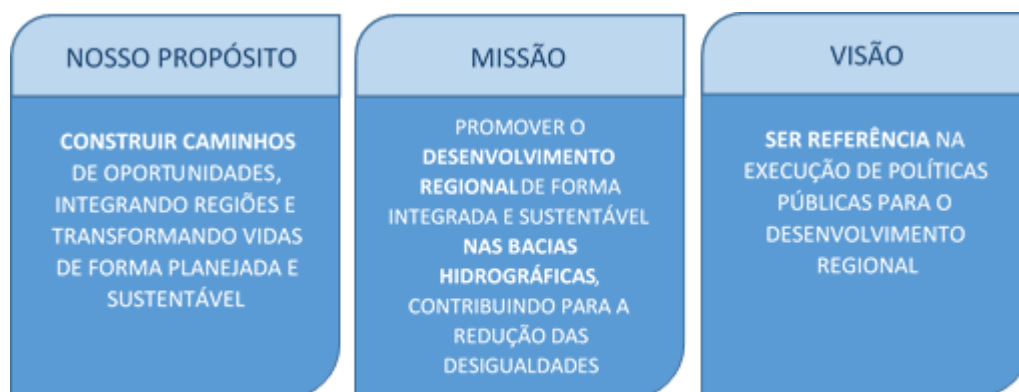 NOSSO PROPÓSITO
CONSTRUIR CAMINHOS
DE OPORTUNIDADES,
INTEGRANDO REGIÕES E
TRANSFORMANDO VIDAS
DE FORMA PLANEJADA E
SUSTENTÁVEL
MISSÃO
PROMOVER O
DESENVOLVIMENTO
REGIONAL DE FORMA
INTEGRADA E SUSTENTÁVEL
NAS BACIAS
HIDROGRÁFICAS,
CONTRIBUINDO PARA A
REDUÇÃO DAS
DESIGUALDADES
VISÃO
SER REFERÊNCIA NA
EXECUÇÃO DE POLÍTICAS
PÚBLICAS PARA O
DESENVOLVIMENTO
REGIONAL